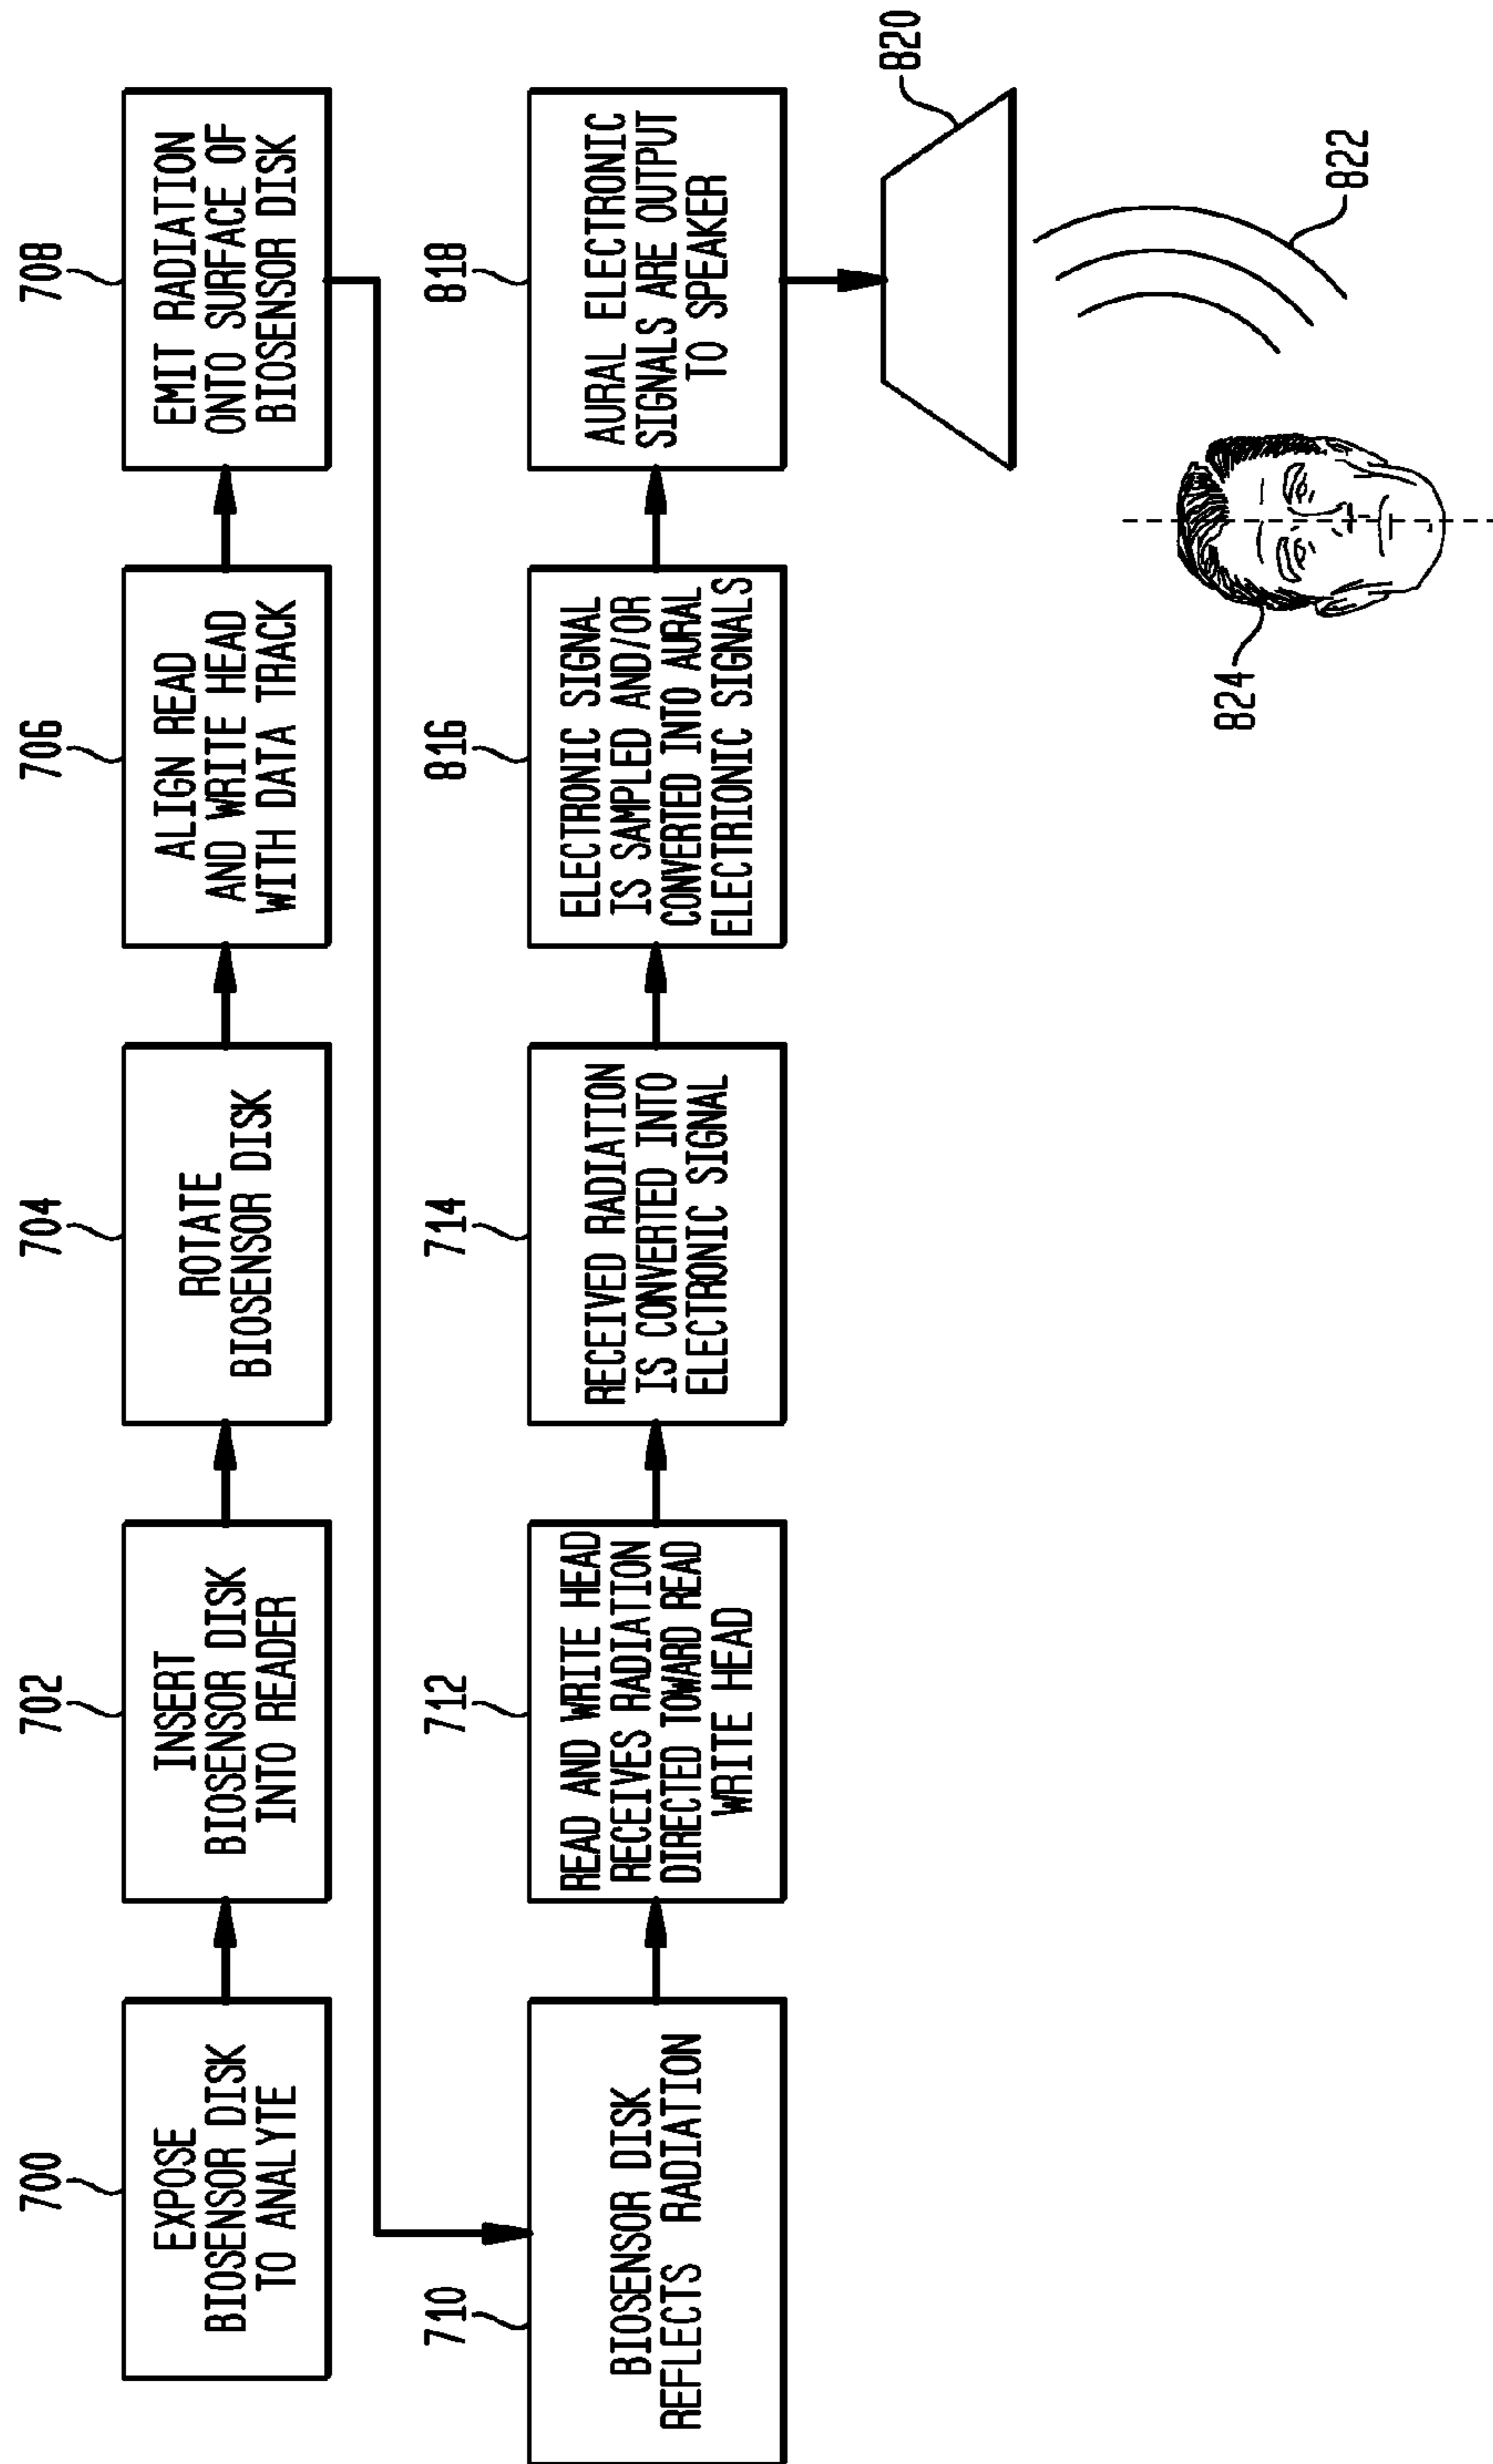 700
EXPOSE
BIOSENSOR DISK
TO ANALYTE
702
INSERT
BIOSENSOR DISK
INTO READER
704
ROTATE
BIOSENSOR DISK
706
ALIGN READ
AND WRITE HEAD
WITH DATA TRACK
708
EMIT RADIATION
ONTO SURFACE OF
BIOSENSOR DISK
710
BIOSENSOR DISK
REFLECTS RADIATION
712
READ AND WRITE HEAD
RECEIVES RADIATION
DIRECTED TOWARD READ
WRITE HEAD
714
RECEIVED RADIATION
IS CONVERTED INTO
ELECTRONIC SIGNAL
816
ELECTRONIC SIGNAL
IS SAMPLED AND/OR
CONVERTED INTO AURAL
ELECTRIONIC SIGNALS
818
AURAL ELECTRONIC
SIGNALS ARE OUTPUT
TO SPEAKER
820
822
824